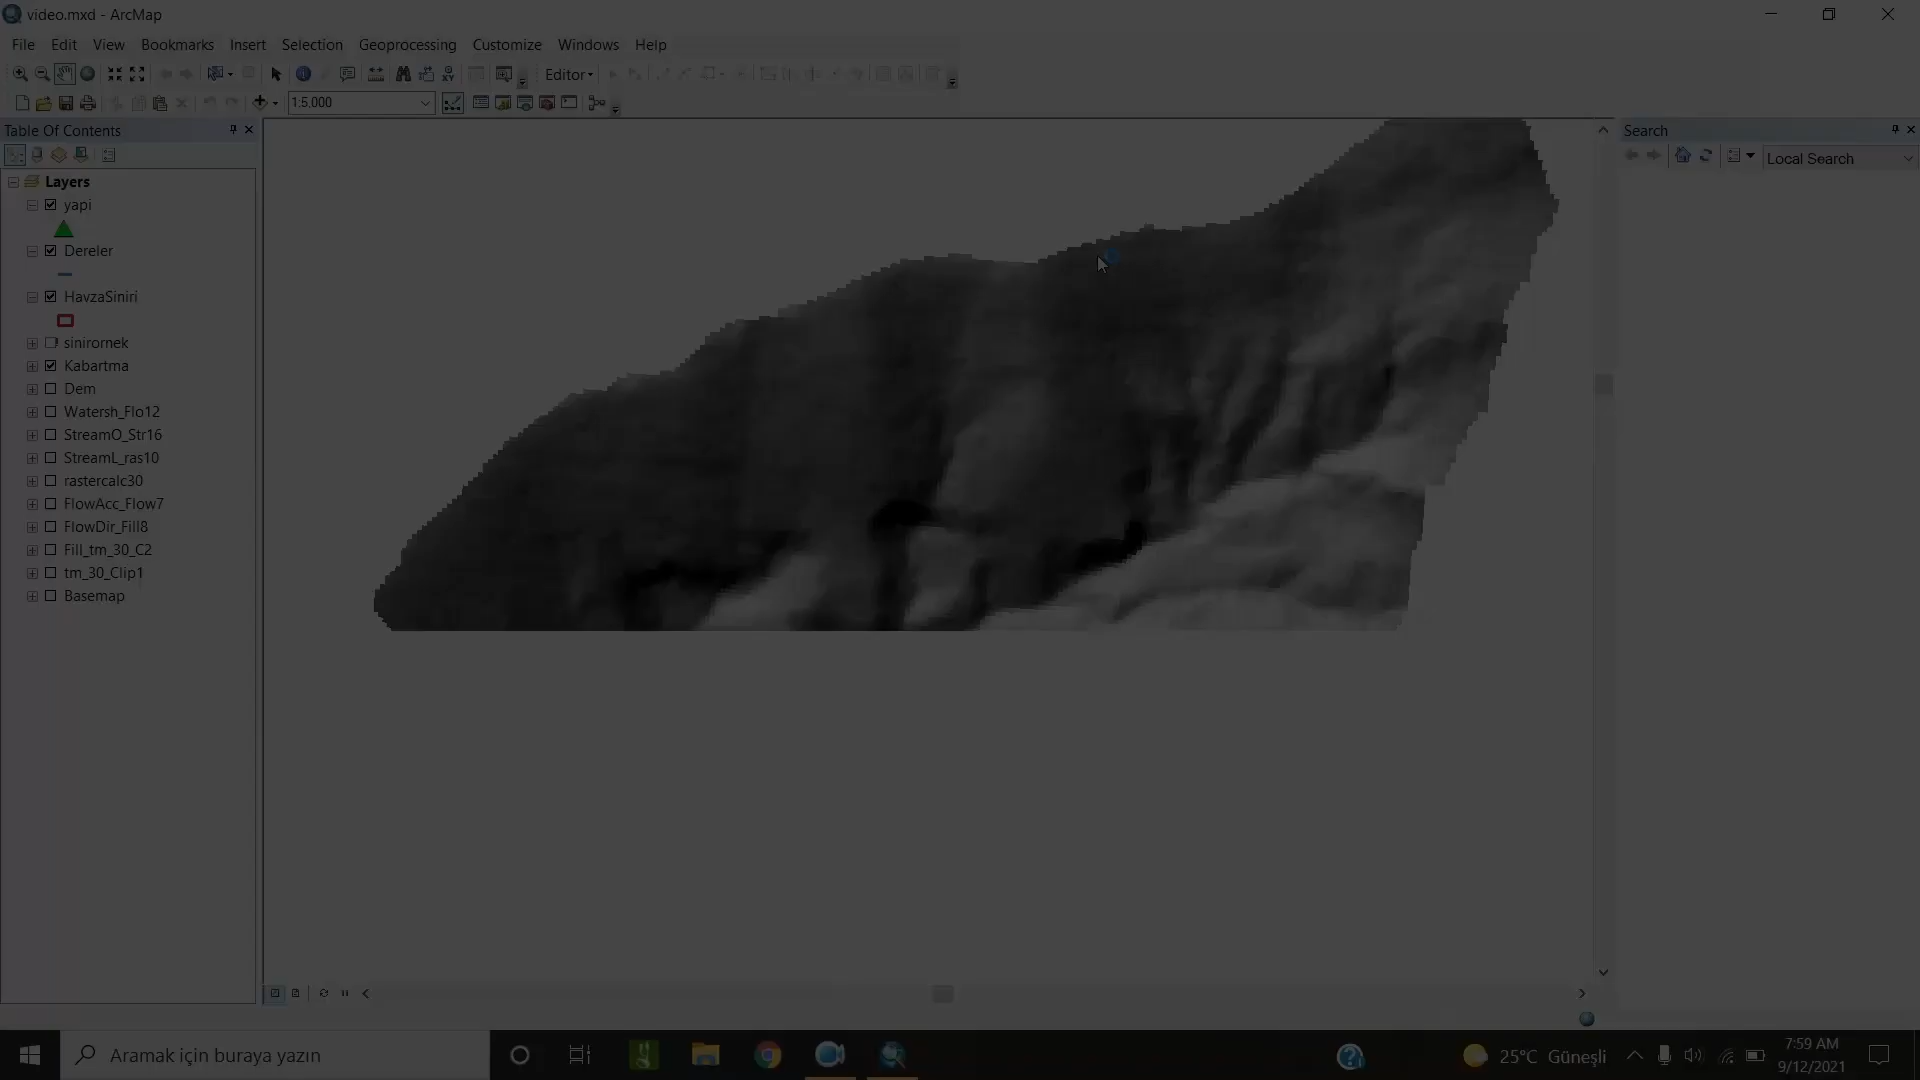 video.mxd - ArcMap
File Edit View Bookmarks Insert Selection Geoprocessing Customize Windows Help
Editor
1:5.000
Table Of Contents
Search
Local Search
Layers
yapi
Dereler
HavzaSiniri
sinirornek
Kabartma
Dem
Watersh_Flo12
StreamO_Str16
StreamL_ras10
rastercalc30
FlowAcc_Flow7
FlowDir_Fill8
Fill_tm_30_C2
tm_30_Clip1
Basemap
Aramak için buraya yazın
25°C Güneşli
7:59 AM
9/12/2021